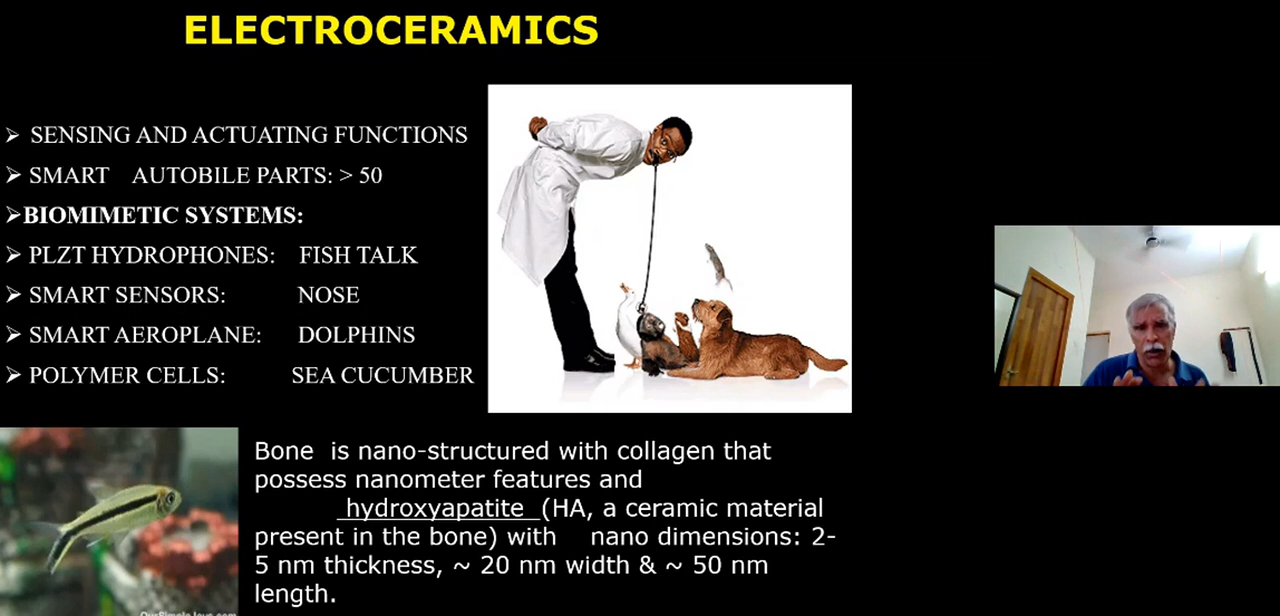 ELECTROCERAMICS
SENSING AND ACTUATING FUNCTIONS
SMART AUTOBILE PARTS: > 50
BIOMIMETIC SYSTEMS:
PLZT HYDROPHONES: FISH TALK
SMART SENSORS: NOSE
SMART AEROPLANE: DOLPHINS
POLYMER CELLS: SEA CUCUMBER
Bone is nano-structured with collagen that
possess nanometer features and
hydroxyapatite (HA, a ceramic material
present in the bone) with nano dimensions: 2-
5 nm thickness, ~ 20 nm width & ~ 50 nm
length.